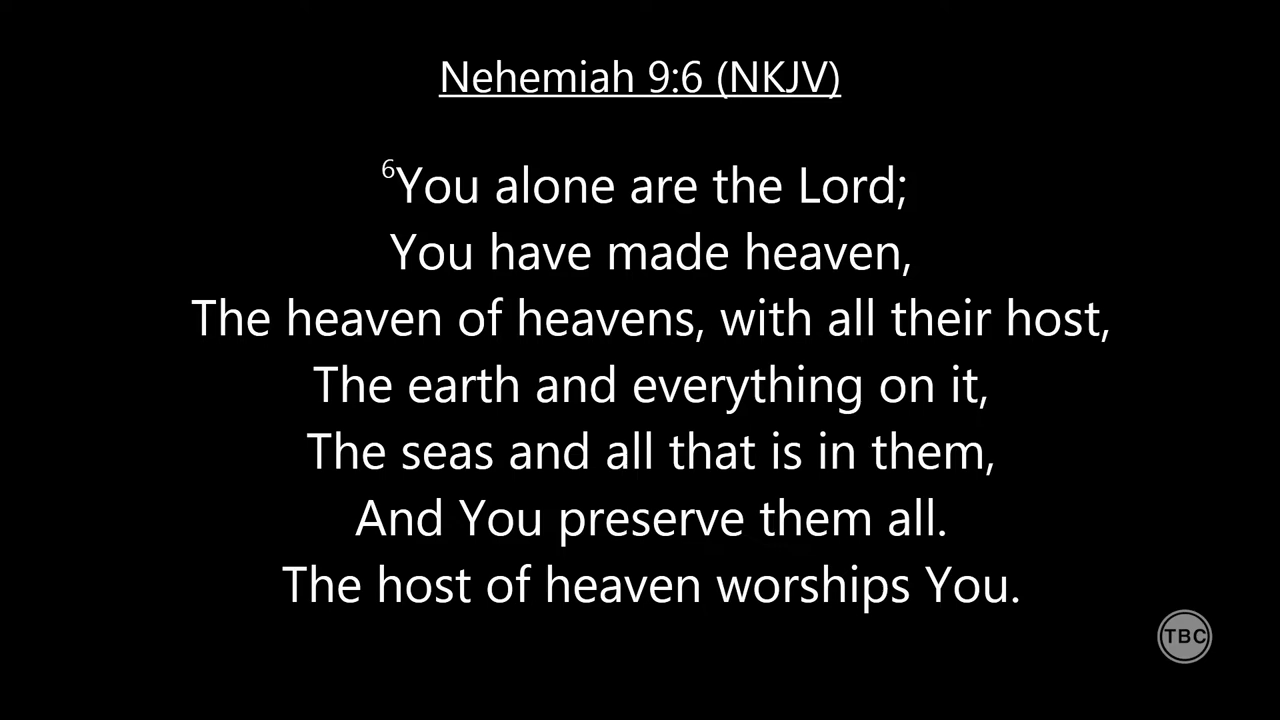 Nehemiah 9:6 (NKJV)
⁶You alone are the Lord;
You have made heaven,
The heaven of heavens, with all their host,
The earth and everything on it,
The seas and all that is in them,
And You preserve them all.
The host of heaven worships You.
TBC